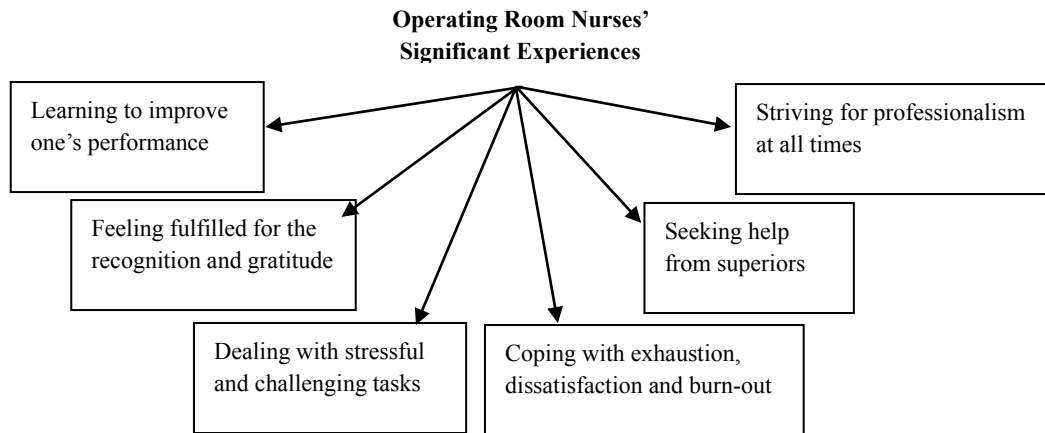 Operating Room Nurses’
Significant Experiences
Learning to improve
one’s performance
Striving for professionalism
at all times
Feeling fulfilled for the
recognition and gratitude
Seeking help
from superiors
Dealing with stressful
and challenging tasks
Coping with exhaustion,
dissatisfaction and burn-out